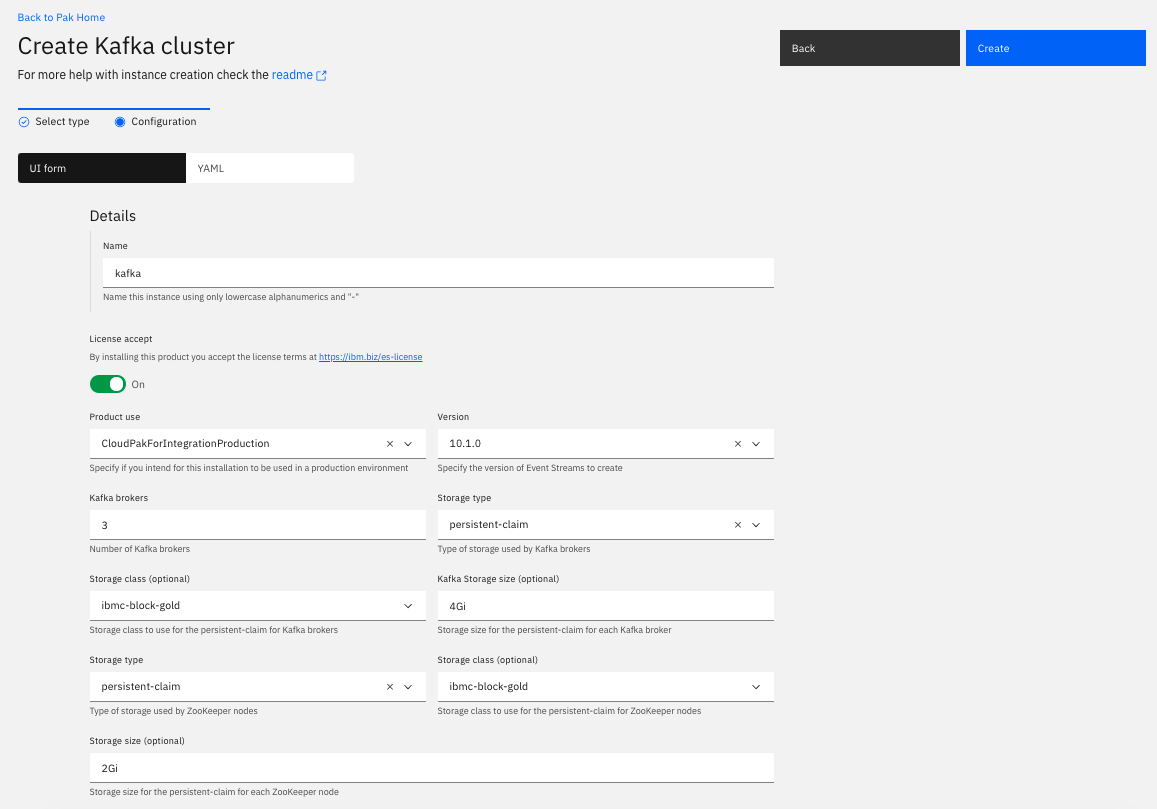 Back to Pak Home
Create Kafka cluster
Back
Create
For more help with instance creation check the readme
Select type
Configuration
UI form
YAML
Details
Name
kafka
Name this instance using only lowercase alphanumerics and "-"
License accept
By installing this product you accept the license terms at https://ibm.biz/es-license
On
Product use
Version
CloudPakForIntegrationProduction
10.1.0
Specify if you intend for this installation to be used in a production environment
Specify the version of Event Streams to create
Kafka brokers
Storage type
3
persistent-claim
Number of Kafka brokers
Type of storage used by Kafka brokers
Storage class (optional)
Kafka Storage size (optional)
ibmc-block-gold
4Gi
Storage class to use for the persistent-claim for Kafka brokers
Storage size for the persistent-claim for each Kafka broker
Storage type
Storage class (optional)
persistent-claim
ibmc-block-gold
Type of storage used by ZooKeeper nodes
Storage class to use for the persistent-claim for ZooKeeper nodes
Storage size (optional)
2Gi
Storage size for the persistent-claim for each ZooKeeper node